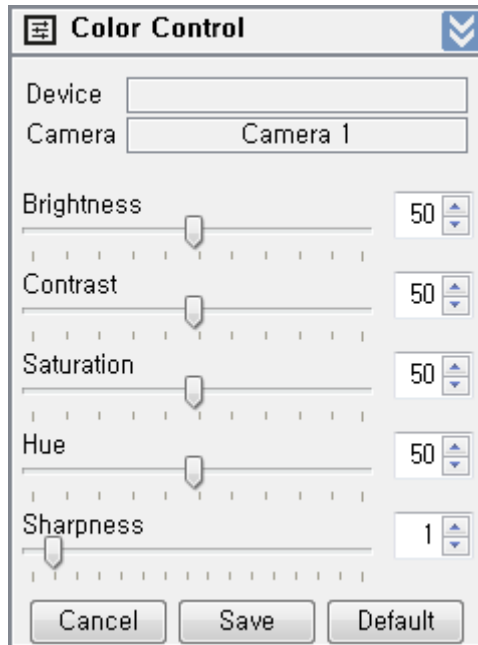 Color Control
Device
Camera Camera 1
Brightness 50
Contrast 50
Saturation 50
Hue 50
Sharpness 1
Cancel Save Default